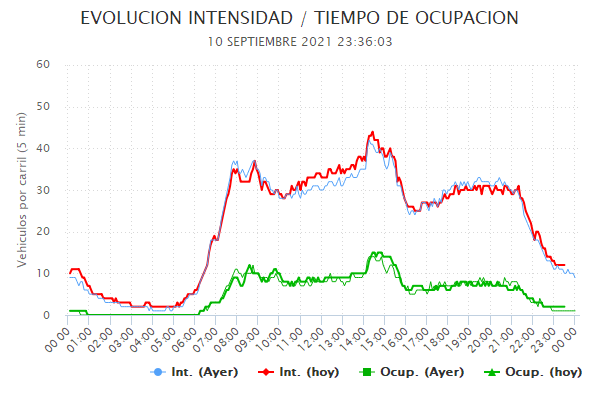 EVOLUCION INTENSIDAD / TIEMPO DE OCUPACION
10 SEPTIEMBRE 2021 23:36:03
Vehiculos por carril (5 min)
60
50
40
30
20
10
0
00:00 01:00 02:00 03:00 04:00 05:00 06:00 07:00 08:00 09:00 10:00 11:00 12:00 13:00 14:00 15:00 16:00 17:00 18:00 19:00 20:00 21:00 22:00 23:00 00:00
Int. (Ayer) Int. (hoy) Ocup. (Ayer) Ocup. (hoy)